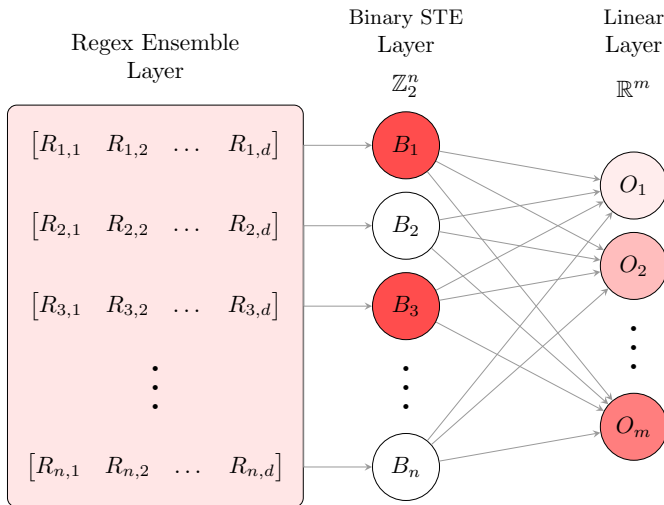 Regex Ensemble
Layer
Binary STE
Layer
ℤ₂ⁿ
Linear
Layer
ℝᵐ
[R₁,₁ R₁,₂ … R₁,d]
[R₂,₁ R₂,₂ … R₂,d]
[R₃,₁ R₃,₂ … R₃,d]
⋮
[Rₙ,₁ Rₙ,₂ … Rₙ,d]
B₁
B₂
B₃
⋮
Bₙ
O₁
O₂
⋮
Oₘ